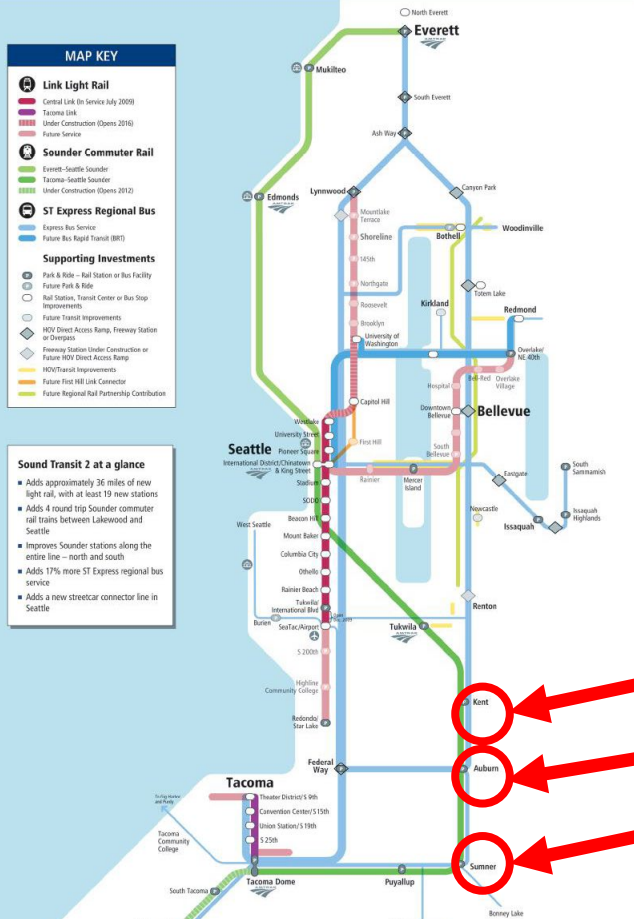 MAP KEY
Link Light Rail
Central Link (In Service July 2009)
Tacoma Link
Under Construction (Opens 2016)
Future Service
Sounder Commuter Rail
Everett–Seattle Sounder
Tacoma–Seattle Sounder
Under Construction (Opens 2012)
ST Express Regional Bus
Express Bus Service
Future Bus Rapid Transit (BRT)
Supporting Investments
Park & Ride – Rail Station or Bus Facility
Future Park & Ride
Rail Station, Transit Center or Bus Stop
Improvements
Future Transit Improvements
HOV Direct Access Ramp, Freeway Station
or Overpass
Freeway Station Under Construction or
Future HOV Direct Access Ramp
HOV/Transit Improvements
Future First Hill Link Connector
Future Regional Rail Partnership Contribution
Sound Transit 2 at a glance
Adds approximately 36 miles of new
light rail, with at least 19 new stations
Adds 4 round trip Sounder commuter
rail trains between Lakewood and
Seattle
Improves Sounder stations along the
entire line – north and south
Adds 17% more ST Express regional bus
service
Adds a new streetcar connector line in
Seattle
North Everett
Everett
Mukilteo
South Everett
Ash Way
Lynnwood
Canyon Park
Edmonds
Mountlake
Terrace
Shoreline
Bothell
Woodinville
145th
Northgate
Totem Lake
Roosevelt
Kirkland
Redmond
Brooklyn
University of
Washington
Overlake/
NE 40th
Bel-Red
Overlake
Village
Hospital
Capitol Hill
Downtown
Bellevue
Bellevue
Westlake
University Street
Seattle
Pioneer Square
First Hill
International District/Chinatown
& King Street
South
Bellevue
Stadium
Rainier
Mercer
Island
Eastgate
South
Sammamish
SODO
Newcastle
Issaquah
Issaquah
Highlands
Beacon Hill
West Seattle
Mount Baker
Columbia City
Othello
Rainier Beach
Tukwila/
International Blvd
Renton
Burien
SeaTac/Airport
Tukwila
S 200th
Highline
Community College
Kent
Redondo/
Star Lake
Federal
Way
Auburn
Tacoma
Theater District/S 9th
Convention Center/S 15th
Union Station/S 19th
Tacoma
Community
College
S 25th
Sumner
Tacoma Dome
Puyallup
South Tacoma
Bonney Lake